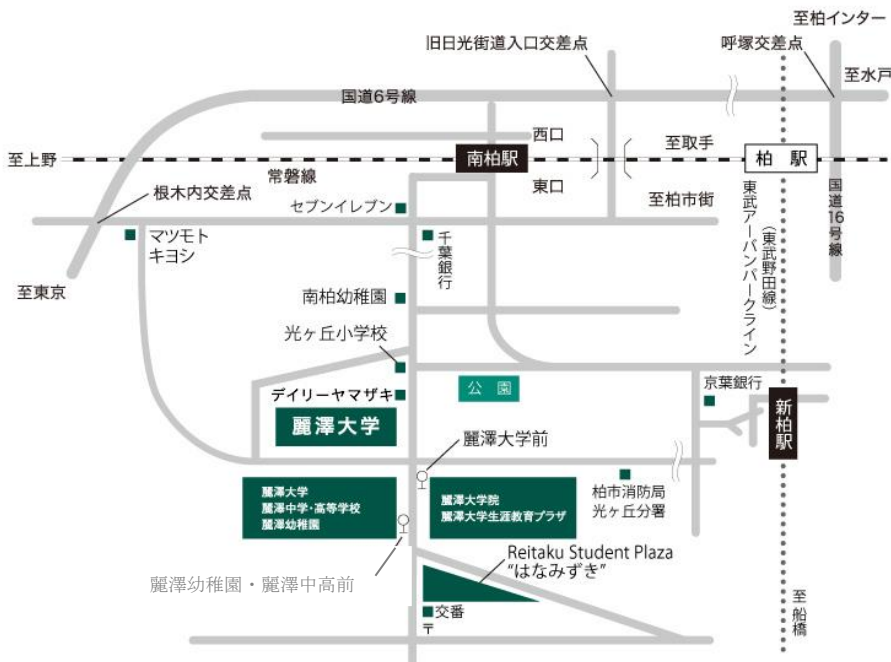 至柏インター
旧日光街道入口交差点
呼塚交差点
至水戸
国道6号線
西口
至上野
南柏駅
至取手
柏 駅
常磐線
東口
根木内交差点
セブンイレブン
至柏市街
東武アーバンパークライン
(東武野田線)
国道16号線
マツモト
キヨシ
千葉銀行
至東京
南柏幼稚園
光ヶ丘小学校
デイリーヤマザキ
公 園
京葉銀行
新柏駅
麗澤大学
麗澤大学前
麗澤大学
麗澤中学・高等学校
麗澤幼稚園
麗澤大学院
麗澤大学生涯教育プラザ
柏市消防局
光ヶ丘分署
Reitaku Student Plaza
“はなみずき”
麗澤幼稚園・麗澤中高前
交番
〒
至船橋